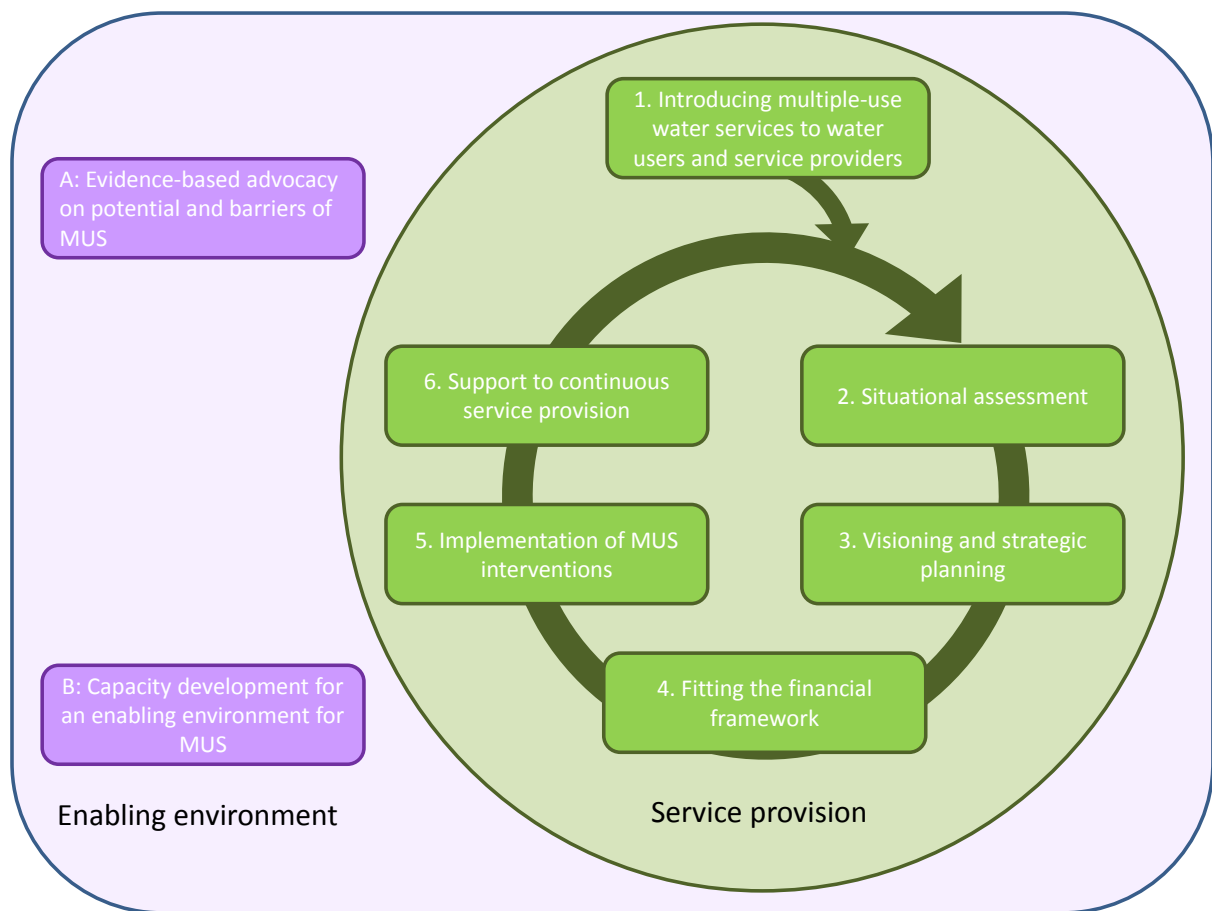 1. Introducing multiple-use
water services to water
users and service providers
A: Evidence-based advocacy
on potential and barriers of
MUS
6. Support to continuous
service provision
2. Situational assessment
5. Implementation of MUS
interventions
3. Visioning and strategic
planning
B: Capacity development for
an enabling environment for
MUS
4. Fitting the financial
framework
Enabling environment
Service provision